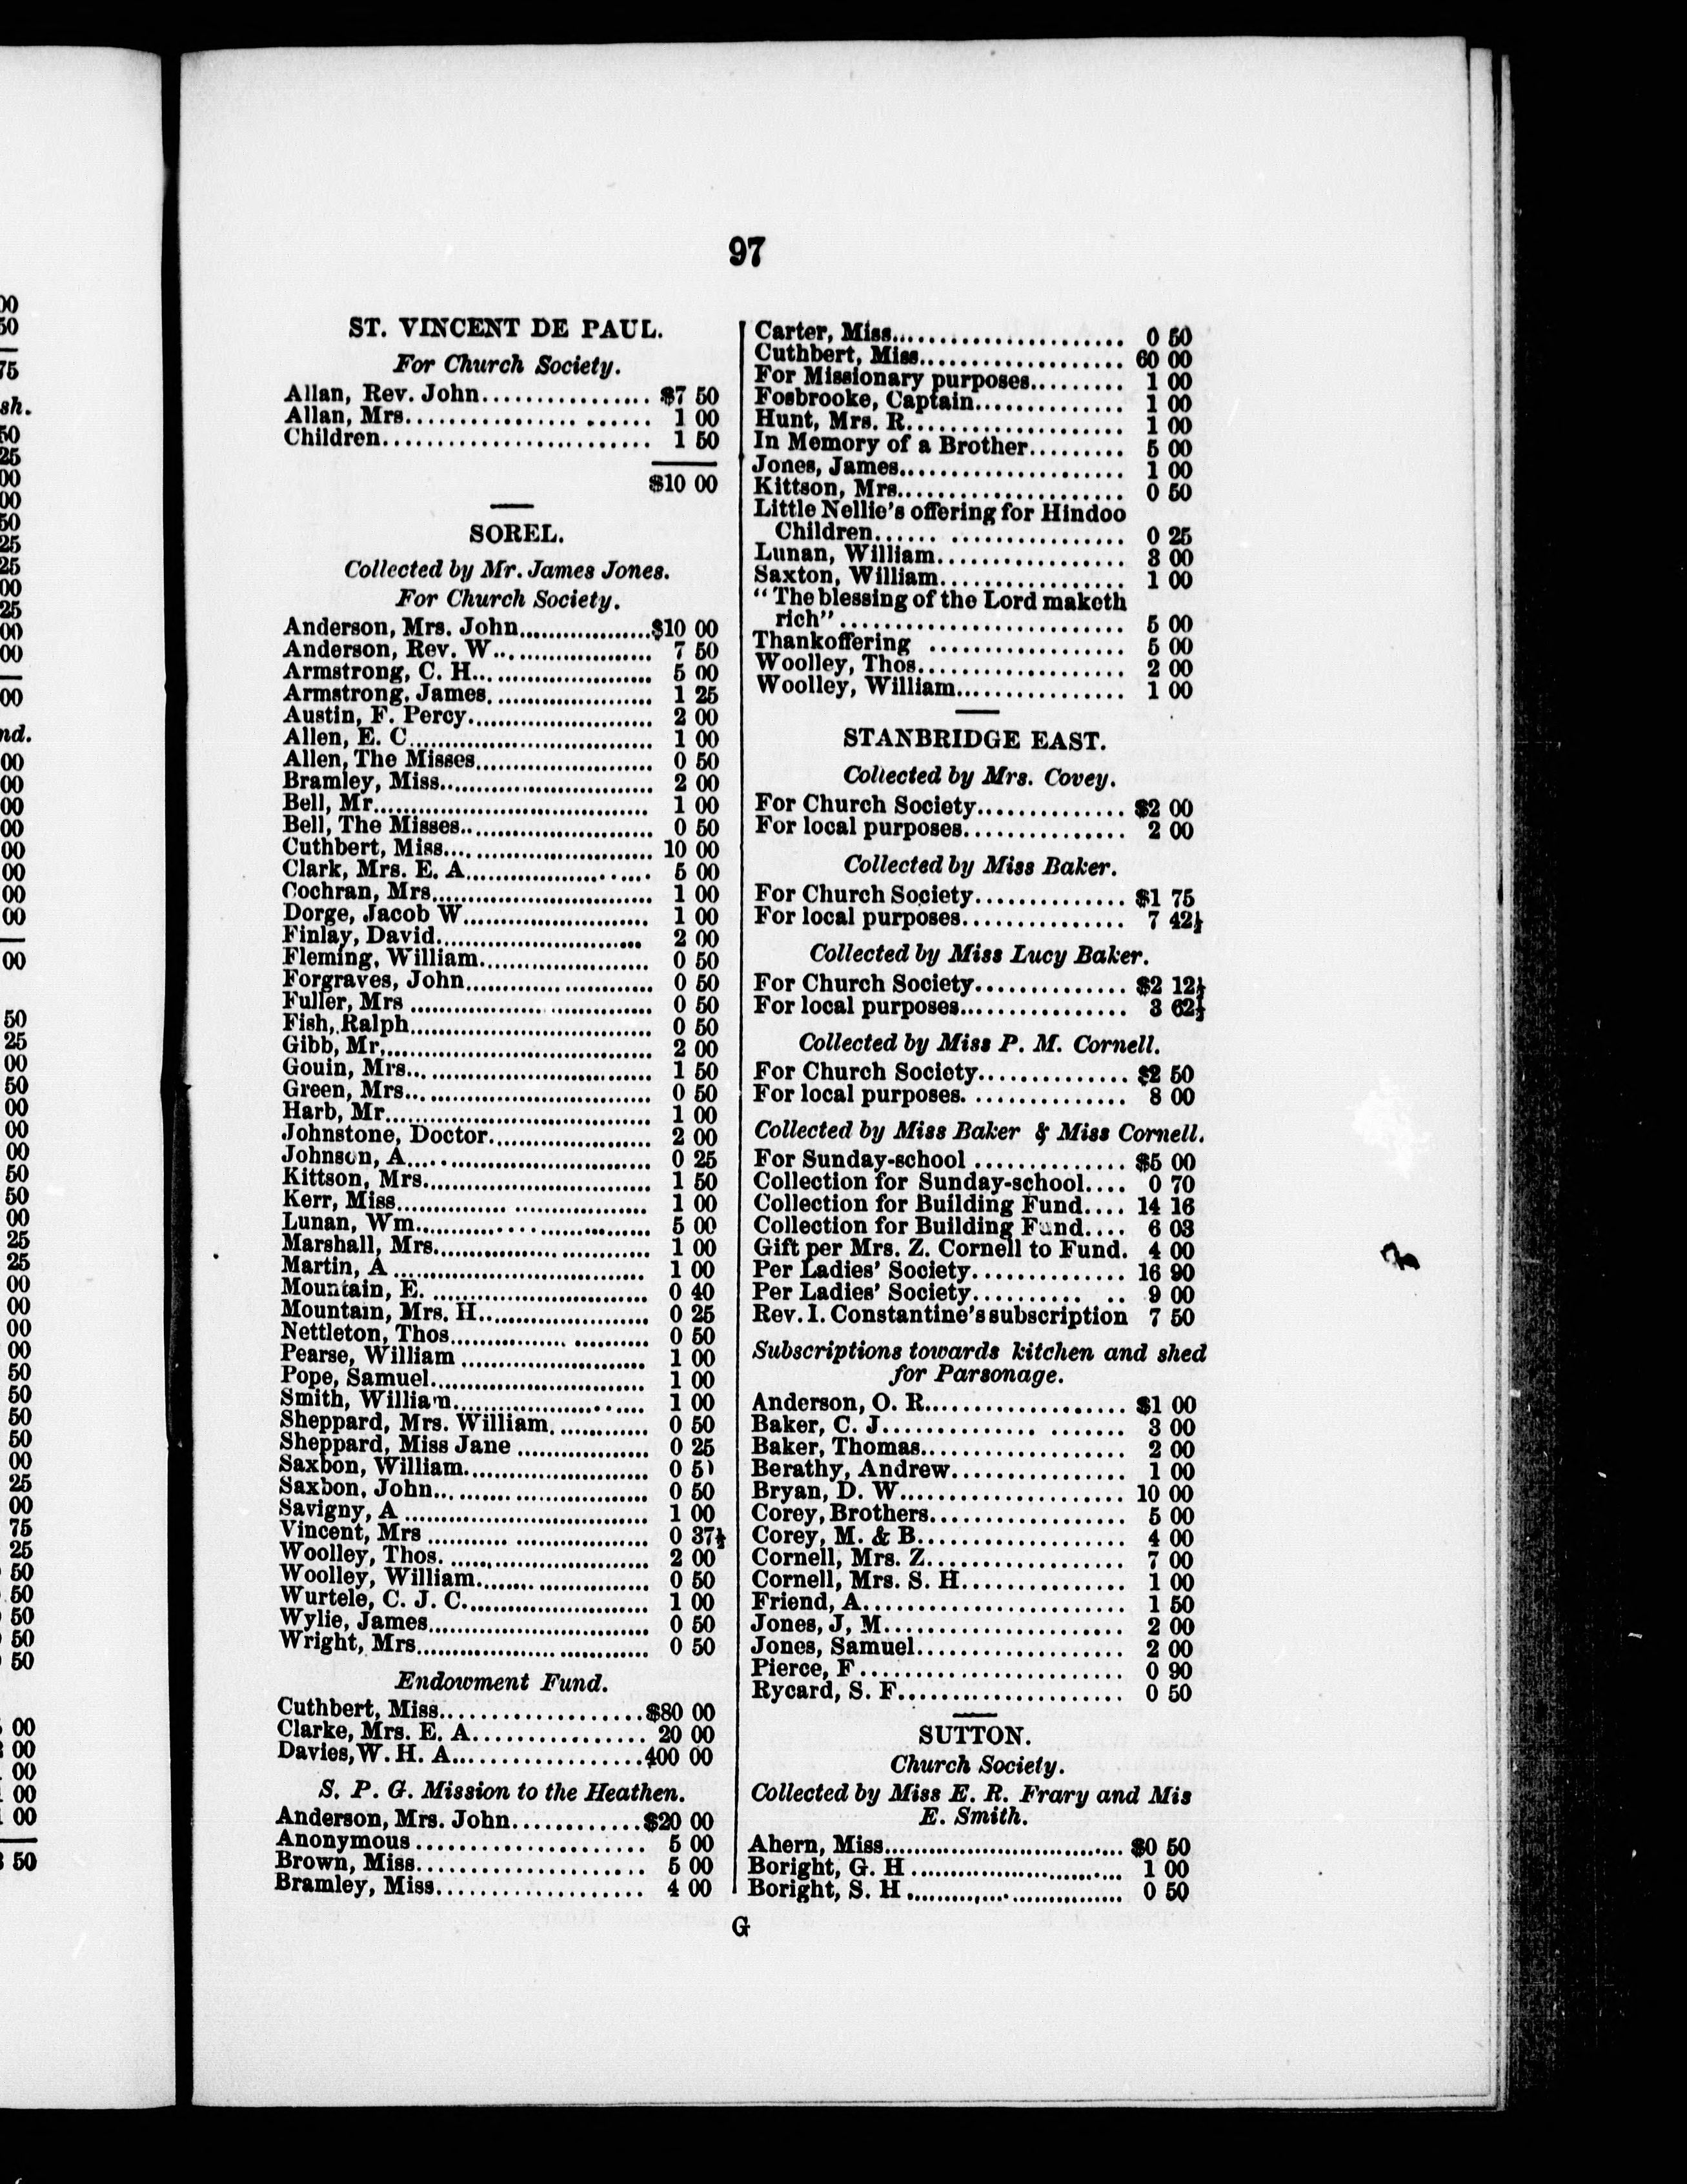 97
ST. VINCENT DE PAUL.
For Church Society.
Allan, Rev. John................ $7 50
Allan, Mrs....................... 1 00
Children......................... 1 50
$10 00
SOREL.
Collected by Mr. James Jones.
For Church Society.
Anderson, Mrs. John...................$10 00
Anderson, Rev. W....................... 7 50
Armstrong, C. H........................ 5 00
Armstrong, James....................... 1 25
Austin, F. Percy....................... 2 00
Allen, E. C............................ 1 00
Allen, The Misses...................... 0 50
Bramley, Miss.......................... 2 00
Bell, Mr............................... 1 00
Bell, The Misses....................... 0 50
Cuthbert, Miss......................... 10 00
Clark, Mrs. E. A....................... 5 00
Cochran, Mrs........................... 1 00
Dorge, Jacob W......................... 1 00
Finlay, David.......................... 2 00
Fleming, William....................... 0 50
Forgraves, John........................ 0 50
Fuller, Mrs ........................... 0 50
Fish, Ralph............................ 0 50
Gibb, Mr............................... 2 00
Gouin, Mrs............................. 1 50
Green, Mrs............................. 0 50
Harb, Mr............................... 1 00
Johnstone, Doctor...................... 2 00
Johnson, A............................. 0 25
Kittson, Mrs........................... 1 50
Kerr, Miss............................. 1 00
Lunan, Wm.............................. 5 00
Marshall, Mrs.......................... 1 00
Martin, A ............................. 1 00
Mountain, E. .......................... 0 40
Mountain, Mrs. H....................... 0 25
Nettleton, Thos........................ 0 50
Pearse, William ....................... 1 00
Pope, Samuel........................... 1 00
Smith, William......................... 1 00
Sheppard, Mrs. William................. 0 50
Sheppard, Miss Jane ................... 0 25
Saxbon, William........................ 0 5
Saxbon, John........................... 0 50
Savigny, A ............................ 1 00
Vincent, Mrs .......................... 0 37½
Woolley, Thos. ........................ 2 00
Woolley, William....................... 0 50
Wurtele, C. J. C....................... 1 00
Wylie, James........................... 0 50
Wright, Mrs............................ 0 50
Endowment Fund.
Cuthbert, Miss....................$80 00
Clarke, Mrs. E. A................. 20 00
Davies, W. H. A...................400 00
S. P. G. Mission to the Heathen.
Anderson, Mrs. John.............$20 00
Anonymous ...................... 5 00
Brown, Miss...................... 5 00
Bramley, Miss.................... 4 00
Carter, Miss....................... 0 50
Cuthbert, Miss.................... 60 00
For Missionary purposes......... 1 00
Fosbrooke, Captain.............. 1 00
Hunt, Mrs. R..................... 1 00
In Memory of a Brother......... 5 00
Jones, James...................... 1 00
Kittson, Mrs...................... 0 50
Little Nellie's offering for Hindoo
Children...... ................. 0 25
Lunan, William.................. 3 00
Saxton, William.................. 1 00
"The blessing of the Lord maketh
rich" ........................... 5 00
Thankoffering .................. 5 00
Woolley, Thos.................... 2 00
Woolley, William................ 1 00
STANBRIDGE EAST.
Collected by Mrs. Covey.
For Church Society.............. $2 00
For local purposes................ 2 00
Collected by Miss Baker.
For Church Society.............. $1 75
For local purposes................ 7 42½
Collected by Miss Lucy Baker.
For Church Society.............. $2 12½
For local purposes................ 3 62½
Collected by Miss P. M. Cornell.
For Church Society.............. $2 50
For local purposes. .............. 8 00
Collected by Miss Baker & Miss Cornell.
For Sunday-school .............. $5 00
Collection for Sunday-school.... 0 70
Collection for Building Fund.... 14 16
Collection for Building Fund.... 6 03
Gift per Mrs. Z. Cornell to Fund. 4 00
Per Ladies' Society.............. 16 90
Per Ladies' Society.......... .. 9 00
Rev. I. Constantine's subscription 7 50
Subscriptions towards kitchen and shed
for Parsonage.
Anderson, O. R................... $1 00
Baker, C. J.............. ....... 3 00
Baker, Thomas.................... 2 00
Berathy, Andrew................. 1 00
Bryan, D. W...................... 10 00
Corey, Brothers................... 5 00
Corey, M. & B.................... 4 00
Cornell, Mrs. Z................... 7 00
Cornell, Mrs. S. H................ 1 00
Friend, A......................... 1 50
Jones, J, M....................... 2 00
Jones, Samuel.................... 2 00
Pierce, F ......................... 0 90
Rycard, S. F...................... 0 50
SUTTON.
Church Society.
Collected by Miss E. R. Frary and Mis
E. Smith.
Ahern, Miss............................... $0 50
Boright, G. H ............................ 1 00
Boright, S. H ............................ 0 50
G